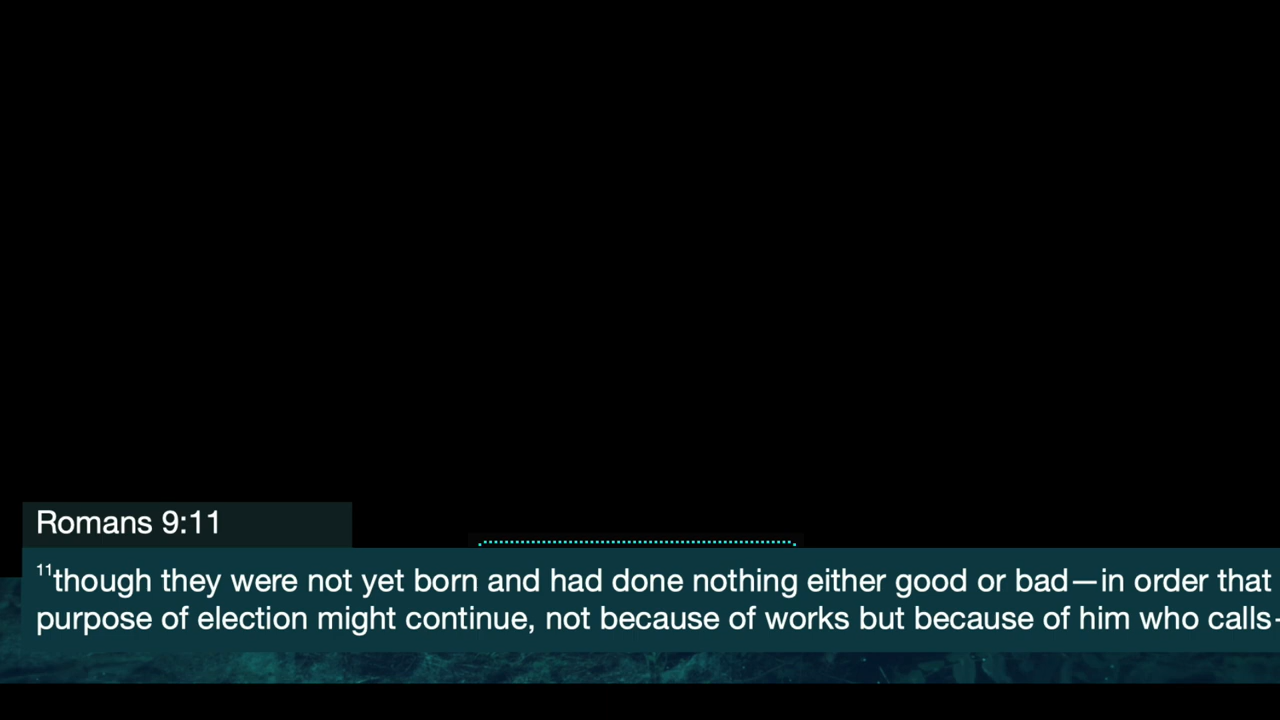 Romans 9:11
¹¹though they were not yet born and had done nothing either good or bad—in order that
purpose of election might continue, not because of works but because of him who calls-